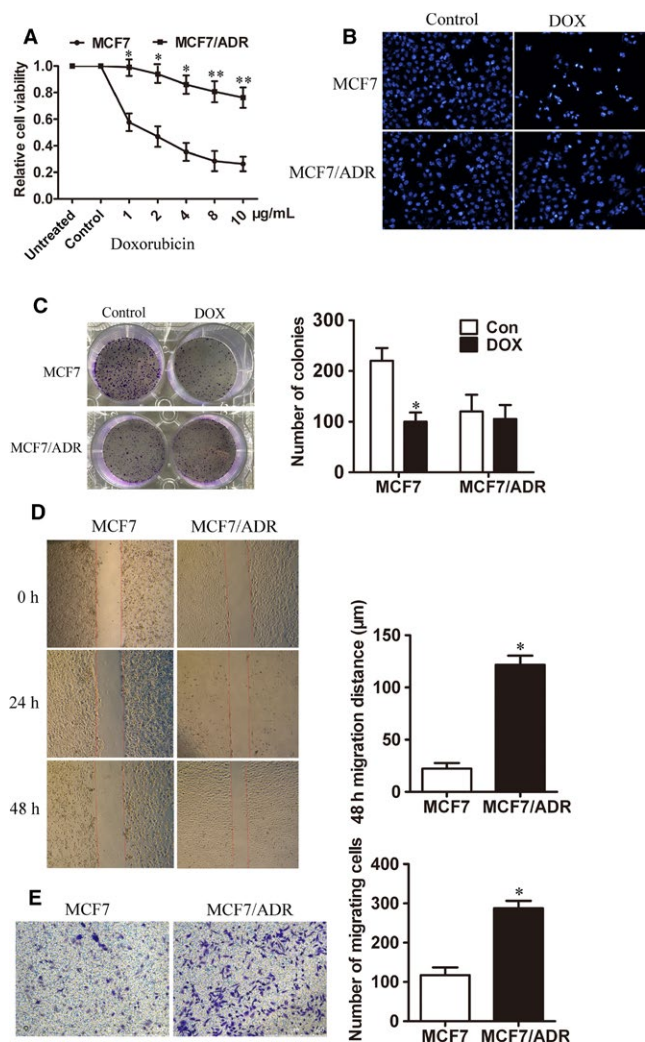 A
MCF7 MCF7/ADR
Relative cell viability
1.0
0.8
0.6
0.4
0.2
0.0
* * * ** **
Untreated Control 1 2 4 8 10 µg/mL
Doxorubicin
B
Control DOX
MCF7
MCF7/ADR
C
Control DOX
MCF7
MCF7/ADR
Number of colonies
300
200
100
0
Con
DOX
*
MCF7 MCF7/ADR
D
MCF7 MCF7/ADR
0 h
24 h
48 h
48 h migration distance (µm)
150
100
50
0
*
MCF7 MCF7/ADR
E
MCF7 MCF7/ADR
Number of migrating cells
400
300
200
100
0
*
MCF7 MCF7/ADR